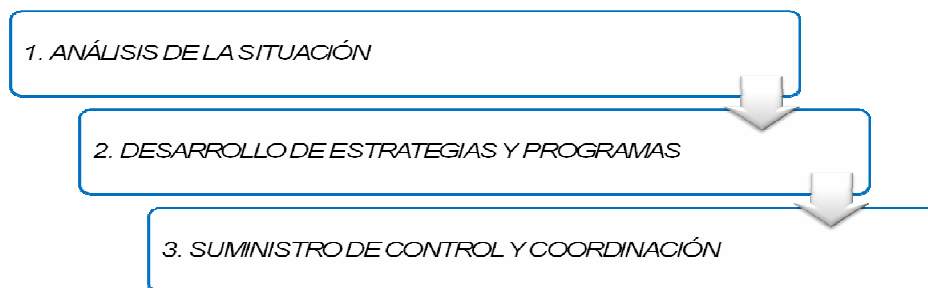 1. ANÁLISIS DE LA SITUACIÓN
2. DESARROLLO DE ESTRATEGIAS Y PROGRAMAS
3. SUMINISTRO DE CONTROL Y COORDINACIÓN